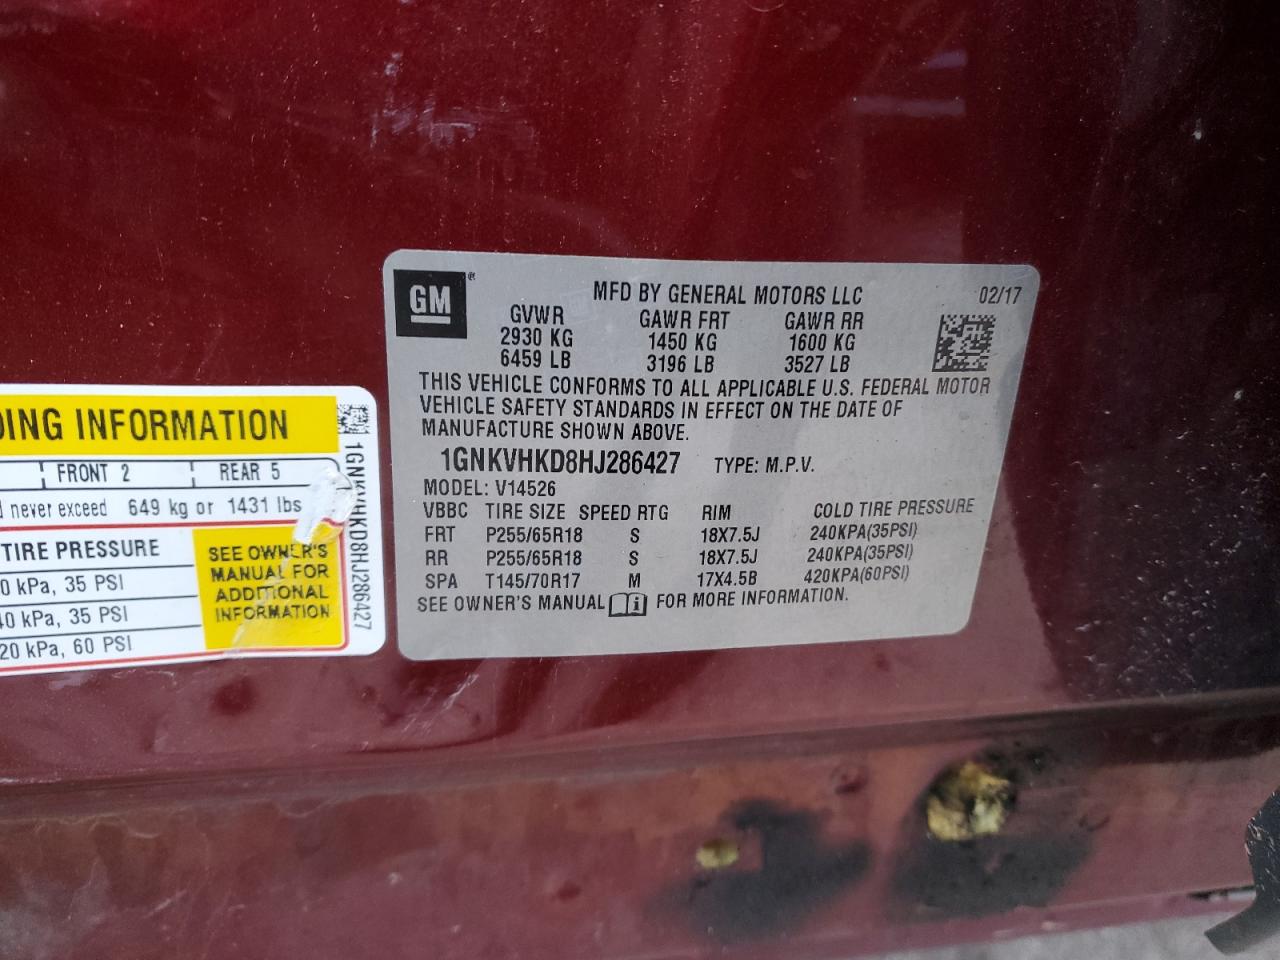 GM
MFD BY GENERAL MOTORS LLC 02/17
GVWR GAWR FRT GAWR RR
2930 KG 1450 KG 1600 KG
6459 LB 3196 LB 3527 LB
THIS VEHICLE CONFORMS TO ALL APPLICABLE U.S. FEDERAL MOTOR
VEHICLE SAFETY STANDARDS IN EFFECT ON THE DATE OF
MANUFACTURE SHOWN ABOVE.
1GNKVHKD8HJ286427 TYPE: M.P.V.
MODEL: V14526
VBBC TIRE SIZE SPEED RTG RIM COLD TIRE PRESSURE
FRT P255/65R18 S 18X7.5J 240KPA(35PSI)
RR P255/65R18 S 18X7.5J 240KPA(35PSI)
SPA T145/70R17 M 17X4.5B 420KPA(60PSI)
SEE OWNER'S MANUAL FOR MORE INFORMATION.
INFORMATION
FRONT 2 REAR 5
never exceed 649 kg or 1431 lbs
TIRE PRESSURE
kPa, 35 PSI
kPa, 35 PSI
kPa, 60 PSI
SEE OWNER'S
MANUAL FOR
ADDITIONAL
INFORMATION
1GNKVHKD8HJ286427